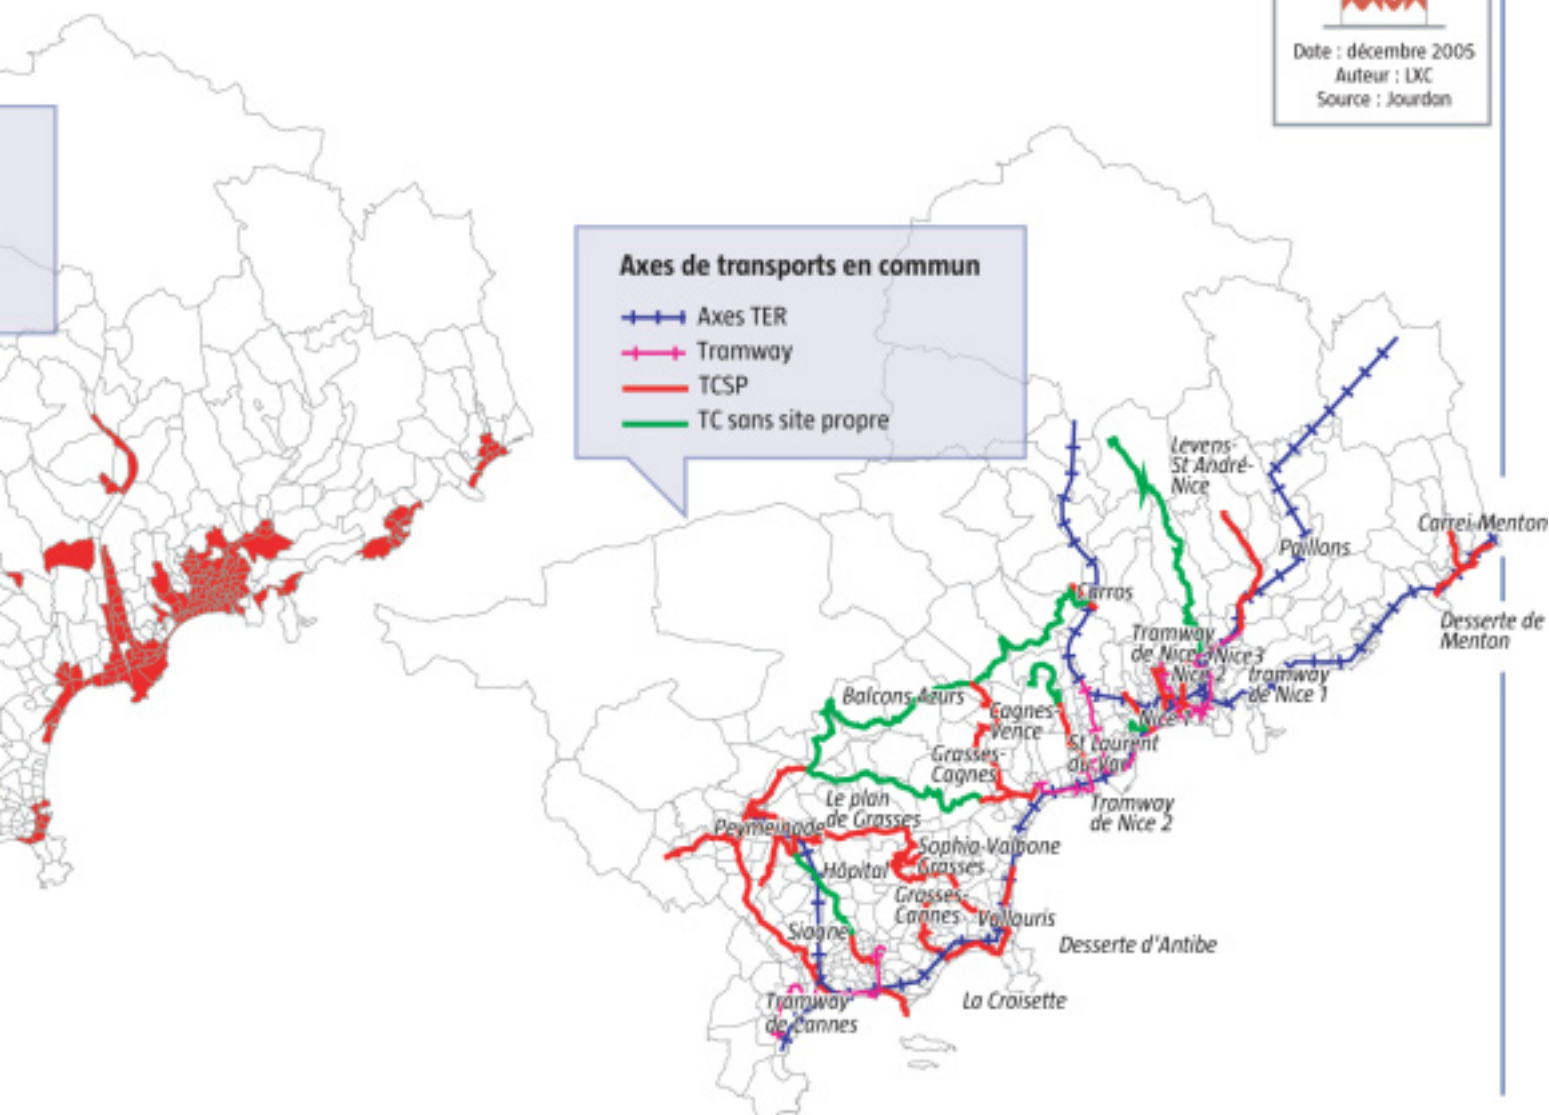 Date : décembre 2005
Auteur : LXC
Source : Jourdan
Axes de transports en commun
Axes TER
Tramway
TCSP
TC sans site propre
Levens-
St André-
Nice
Carrei-Menton
Paillons
Carros
Desserte de
Menton
Tramway
de Nice 3
Nice3
Nice 2
tramway
de Nice 1
Nice 1
Balcons Azurs
Cagnes-
Vence
St Laurent
du Var
Grasses-
Cagnes
Tramway
de Nice 2
Le plan
de Grasses
Peymeinade
Sophia-Valbone
Grasses
Hôpital
Grasses-
Cannes
Vallauris
Siagne
Desserte d'Antibe
La Croisette
Tramway
de Cannes